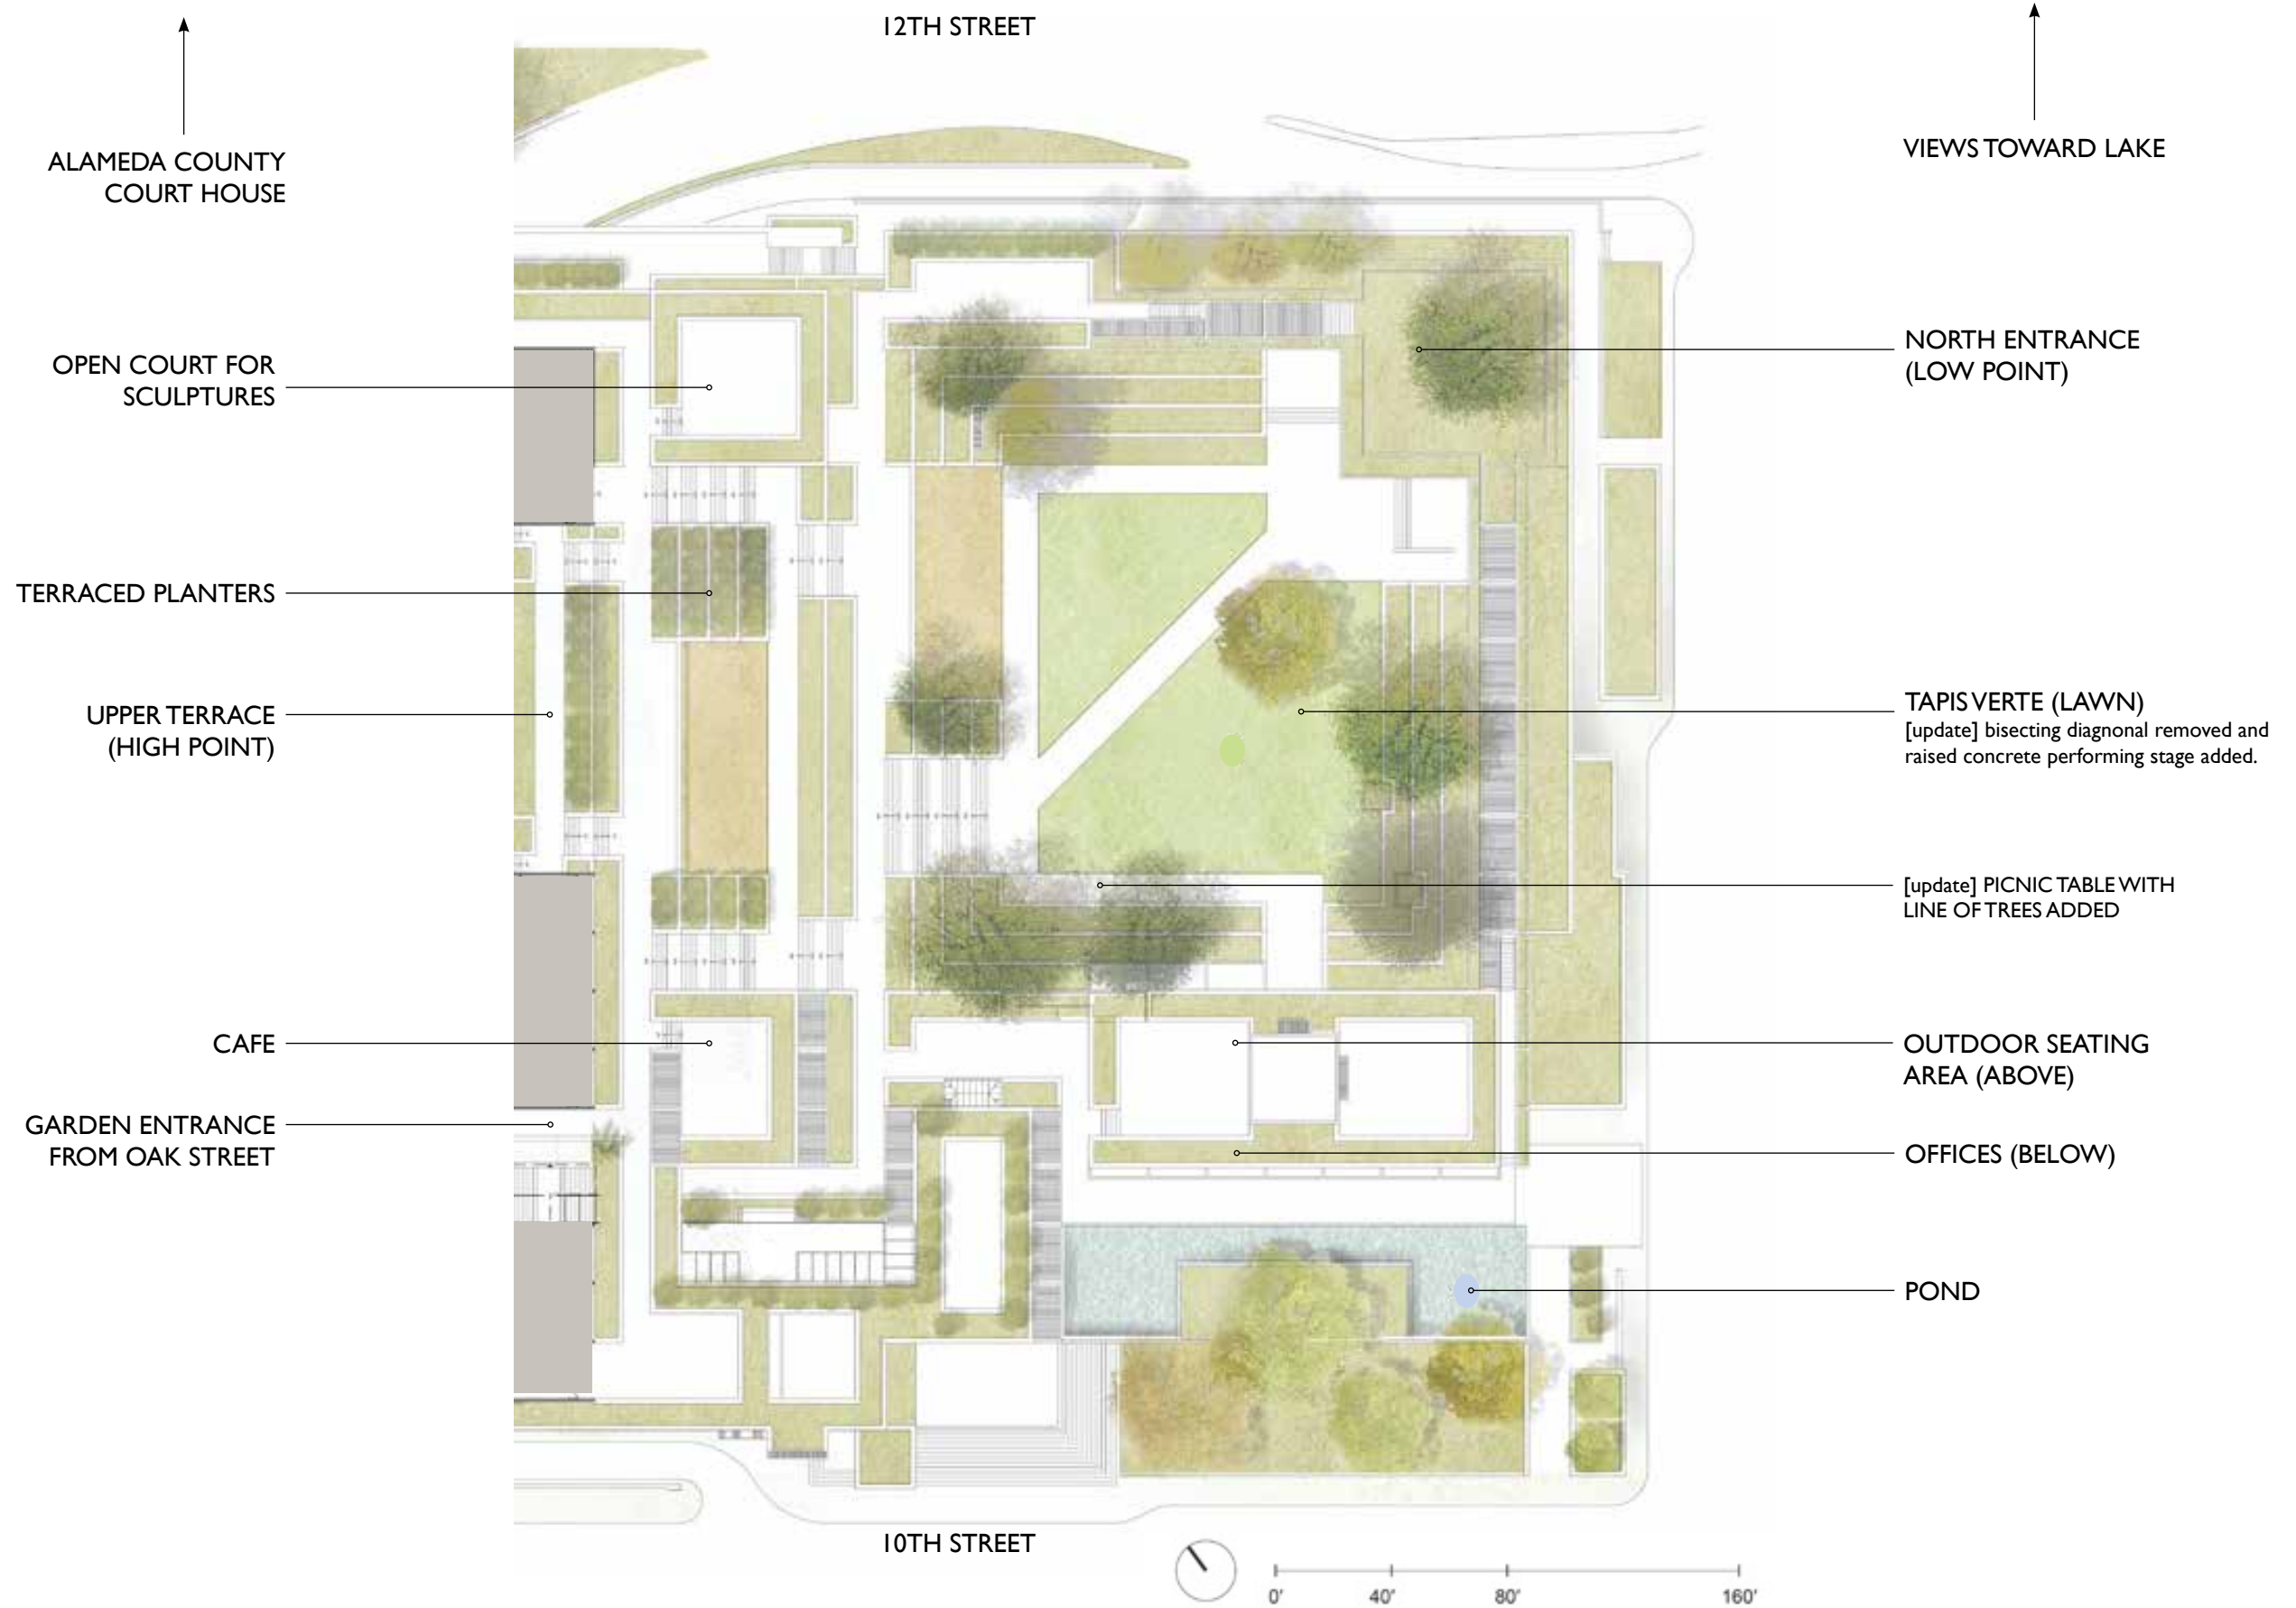 12TH STREET
ALAMEDA COUNTY
COURT HOUSE
VIEWS TOWARD LAKE
OPEN COURT FOR
SCULPTURES
NORTH ENTRANCE
(LOW POINT)
TERRACED PLANTERS
UPPER TERRACE
(HIGH POINT)
TAPIS VERTE (LAWN)
[update] bisecting diagnonal removed and
raised concrete performing stage added.
[update] PICNIC TABLE WITH
LINE OF TREES ADDED
CAFE
OUTDOOR SEATING
AREA (ABOVE)
GARDEN ENTRANCE
FROM OAK STREET
OFFICES (BELOW)
POND
10TH STREET
0' 40' 80' 160'